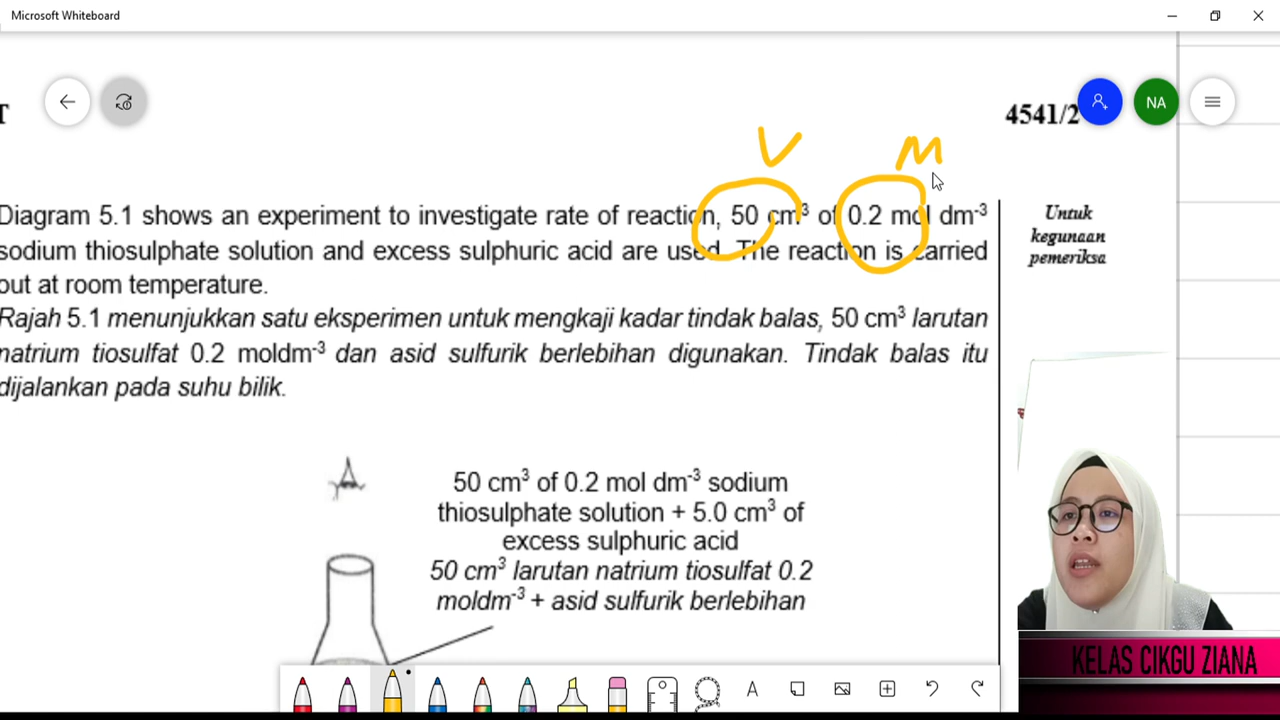 Microsoft Whiteboard
T
4541/2
NA
V
M
Diagram 5.1 shows an experiment to investigate rate of reaction, 50 cm³ of 0.2 mol dm⁻³
sodium thiosulphate solution and excess sulphuric acid are used. The reaction is carried
out at room temperature.
Rajah 5.1 menunjukkan satu eksperimen untuk mengkaji kadar tindak balas, 50 cm³ larutan
natrium tiosulfat 0.2 moldm⁻³ dan asid sulfurik berlebihan digunakan. Tindak balas itu
dijalankan pada suhu bilik.
Untuk
kegunaan
pemeriksa
50 cm³ of 0.2 mol dm⁻³ sodium
thiosulphate solution + 5.0 cm³ of
excess sulphuric acid
50 cm³ larutan natrium tiosulfat 0.2
moldm⁻³ + asid sulfurik berlebihan
KELAS CIKGU ZIANA